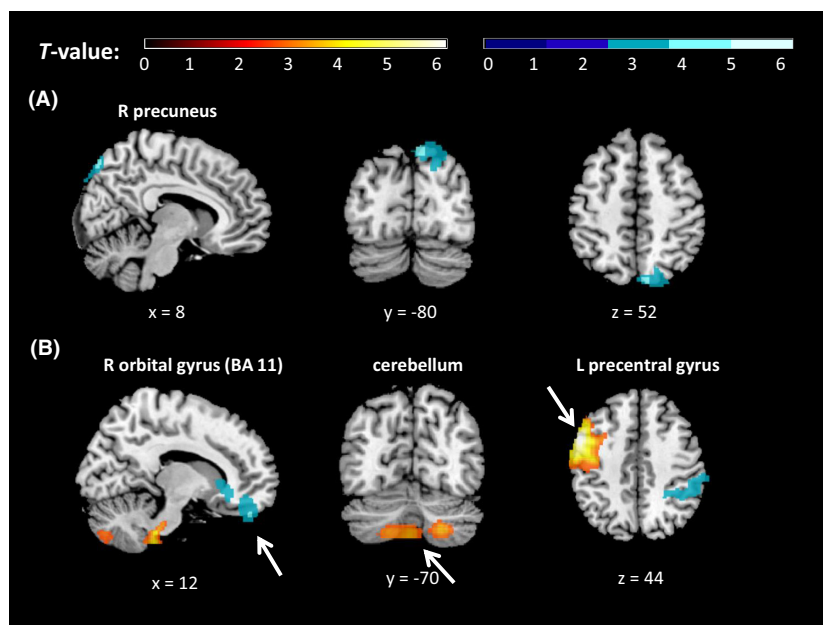 T-value:
0 1 2 3 4 5 6 0 1 2 3 4 5 6
(A)
R precuneus
x = 8 y = -80 z = 52
(B)
R orbital gyrus (BA 11) cerebellum L precentral gyrus
x = 12 y = -70 z = 44